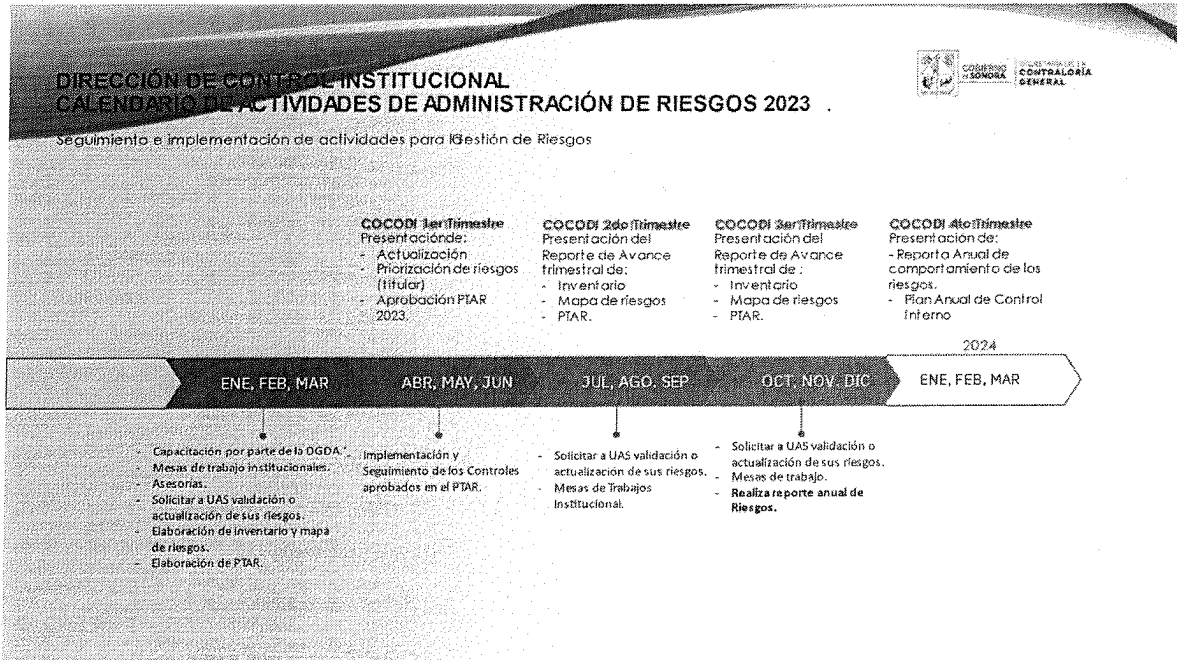 DIRECCIÓN DE CONTROL INSTITUCIONAL
CALENDARIO DE ACTIVIDADES DE ADMINISTRACIÓN DE RIESGOS 2023 .
GOBIERNO
DE SONORA
SECRETARÍA DE LA
CONTRALORÍA
GENERAL
Seguimiento e implementación de actividades para Gestión de Riesgos
COCODI 1er Trimestre
Presentaciónde:
- Actualización
- Priorización de riesgos
(titular)
- Aprobación PTAR
2023.
COCODI 2do Trimestre
Presentación del
Reporte de Avance
trimestral de:
- Inventario
- Mapa de riesgos
- PTAR.
COCODI 3er Trimestre
Presentación del
Reporte de Avance
trimestral de :
- Inventario
- Mapa de riesgos
- PTAR.
COCODI 4to Trimestre
Presentación de:
- Reporta Anual de
comportamiento de los
riesgos.
- Plan Anual de Control
Interno
2024
ENE, FEB, MAR
ABR, MAY, JUN
JUL, AGO, SEP
OCT, NOV, DIC
ENE, FEB, MAR
- Capacitación por parte de la DGDA.
- Mesas de trabajo institucionales.
- Asesorías.
- Solicitar a UAS validación o
actualización de sus riesgos.
- Elaboración de inventario y mapa
de riesgos.
- Elaboración de PTAR.
Implementación y
Seguimiento de los Controles
aprobados en el PTAR.
- Solicitar a UAS validación o
actualización de sus riesgos.
- Mesas de Trabajos
Institucional.
- Solicitar a UAS validación o
actualización de sus riesgos.
- Mesas de trabajo.
- Realiza reporte anual de
Riesgos.